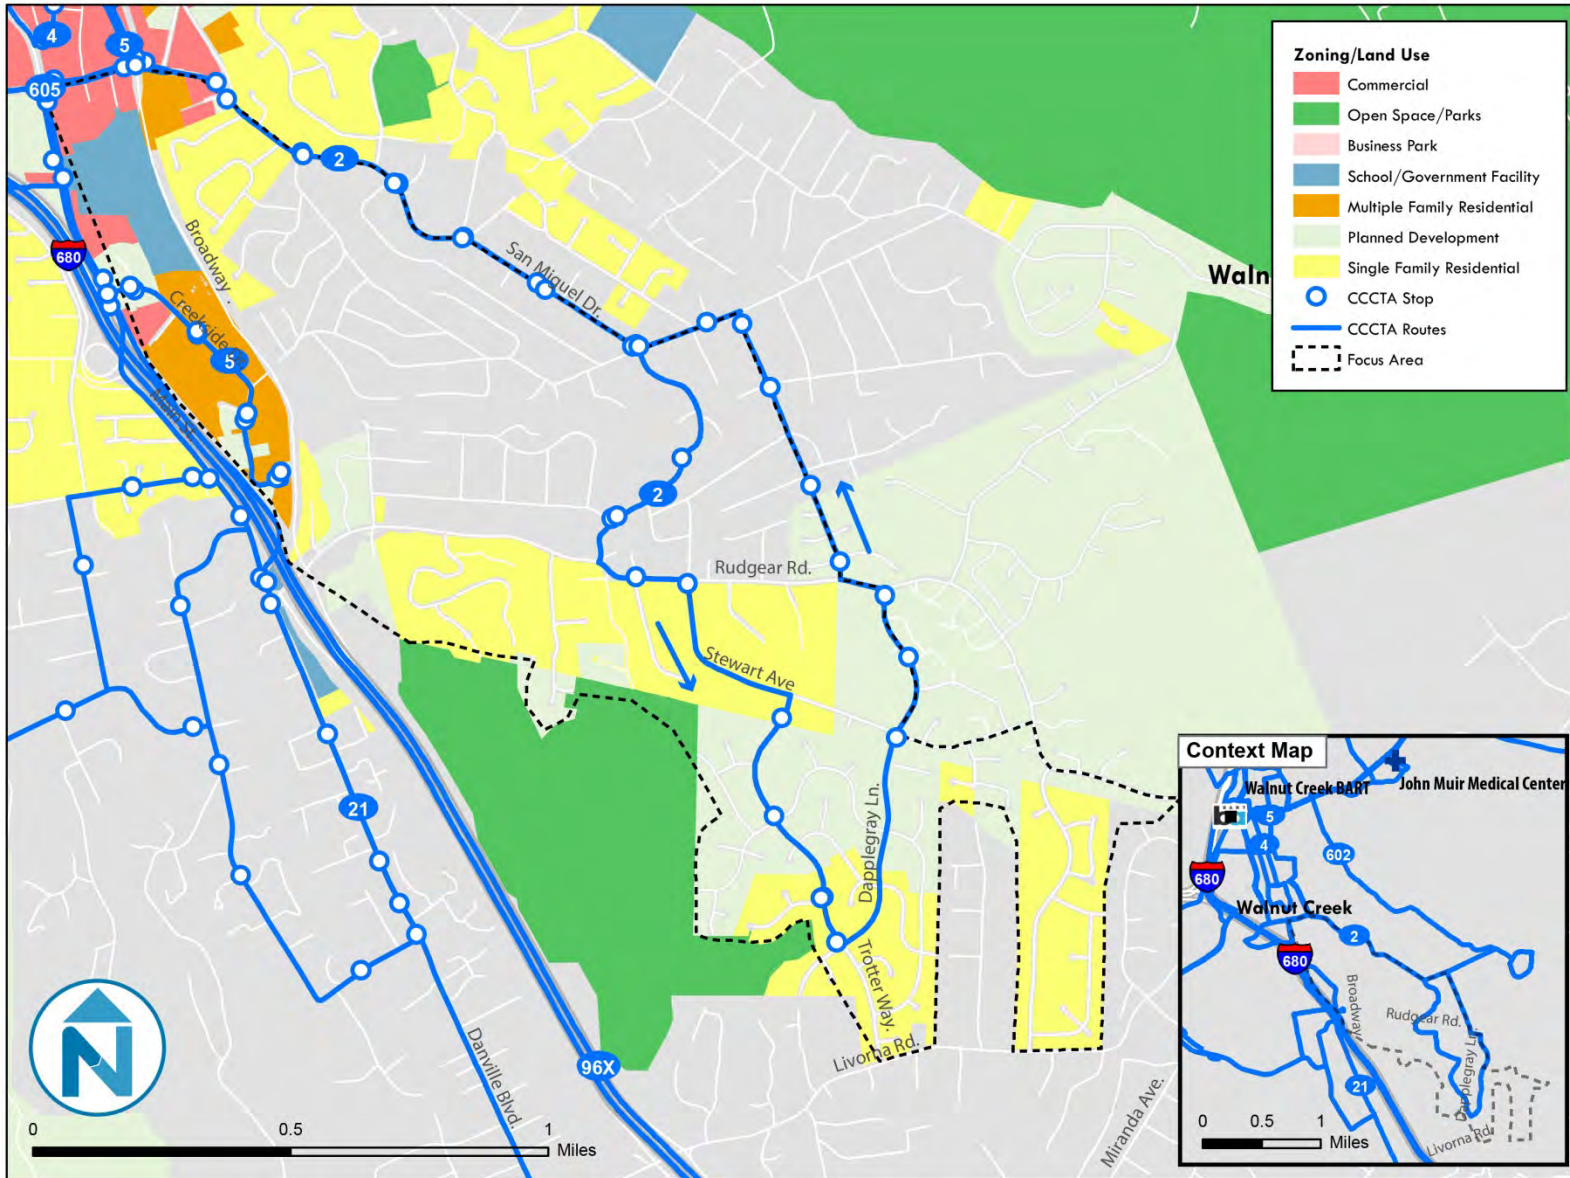 4
5
605
2
680
Broadway
Creekside
5
Main St.
San Miguel Dr.
2
Rudgear Rd.
Stewart Ave
Dapplegray Ln.
Trotter Way.
Livorna Rd.
Miranda Ave.
21
96X
Danville Blvd.
Waln
Zoning/Land Use
Commercial
Open Space/Parks
Business Park
School/Government Facility
Multiple Family Residential
Planned Development
Single Family Residential
CCCTA Stop
CCCTA Routes
Focus Area
N
0 0.5 1
Miles
Context Map
Walnut Creek BART
John Muir Medical Center
5
4
602
680
Walnut Creek
2
680
Broadway
Rudgear Rd.
Dapplegray Ln.
21
Livorna Rd.
0 0.5 1
Miles